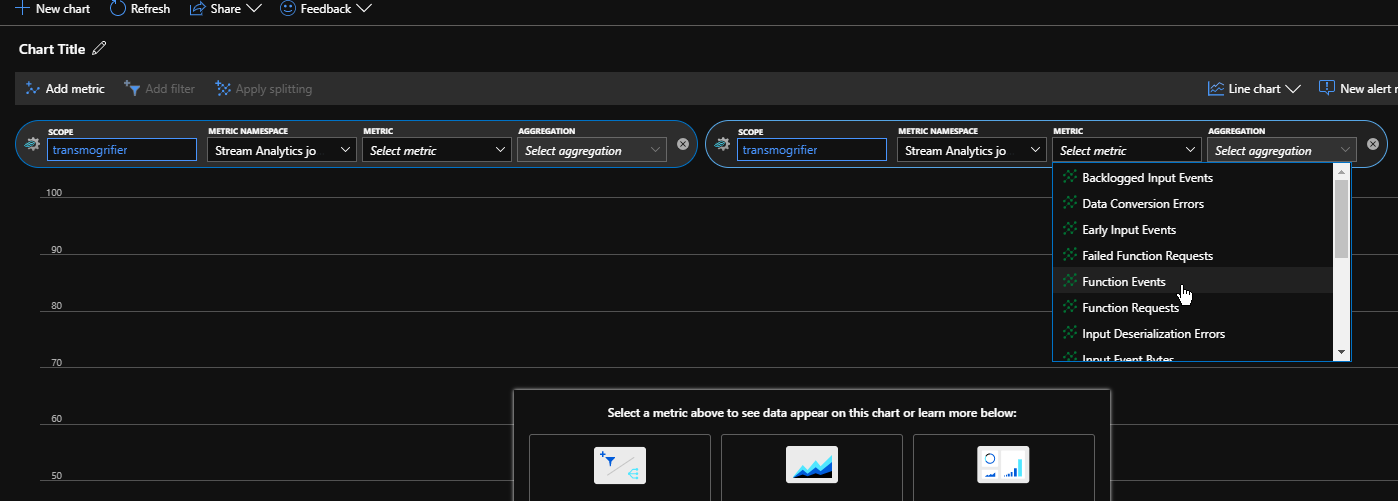 New chart Refresh Share Feedback
Chart Title
Add metric Add filter Apply splitting Line chart New alert r
SCOPE METRIC NAMESPACE METRIC AGGREGATION SCOPE METRIC NAMESPACE METRIC AGGREGATION
transmogrifier Stream Analytics jo Select metric Select aggregation transmogrifier Stream Analytics jo Select metric Select aggregation
Backlogged Input Events
100
Data Conversion Errors
Early Input Events
90
Failed Function Requests
Function Events
80
Function Requests
Input Deserialization Errors
Input Event Bytes
70
Select a metric above to see data appear on this chart or learn more below:
60
50